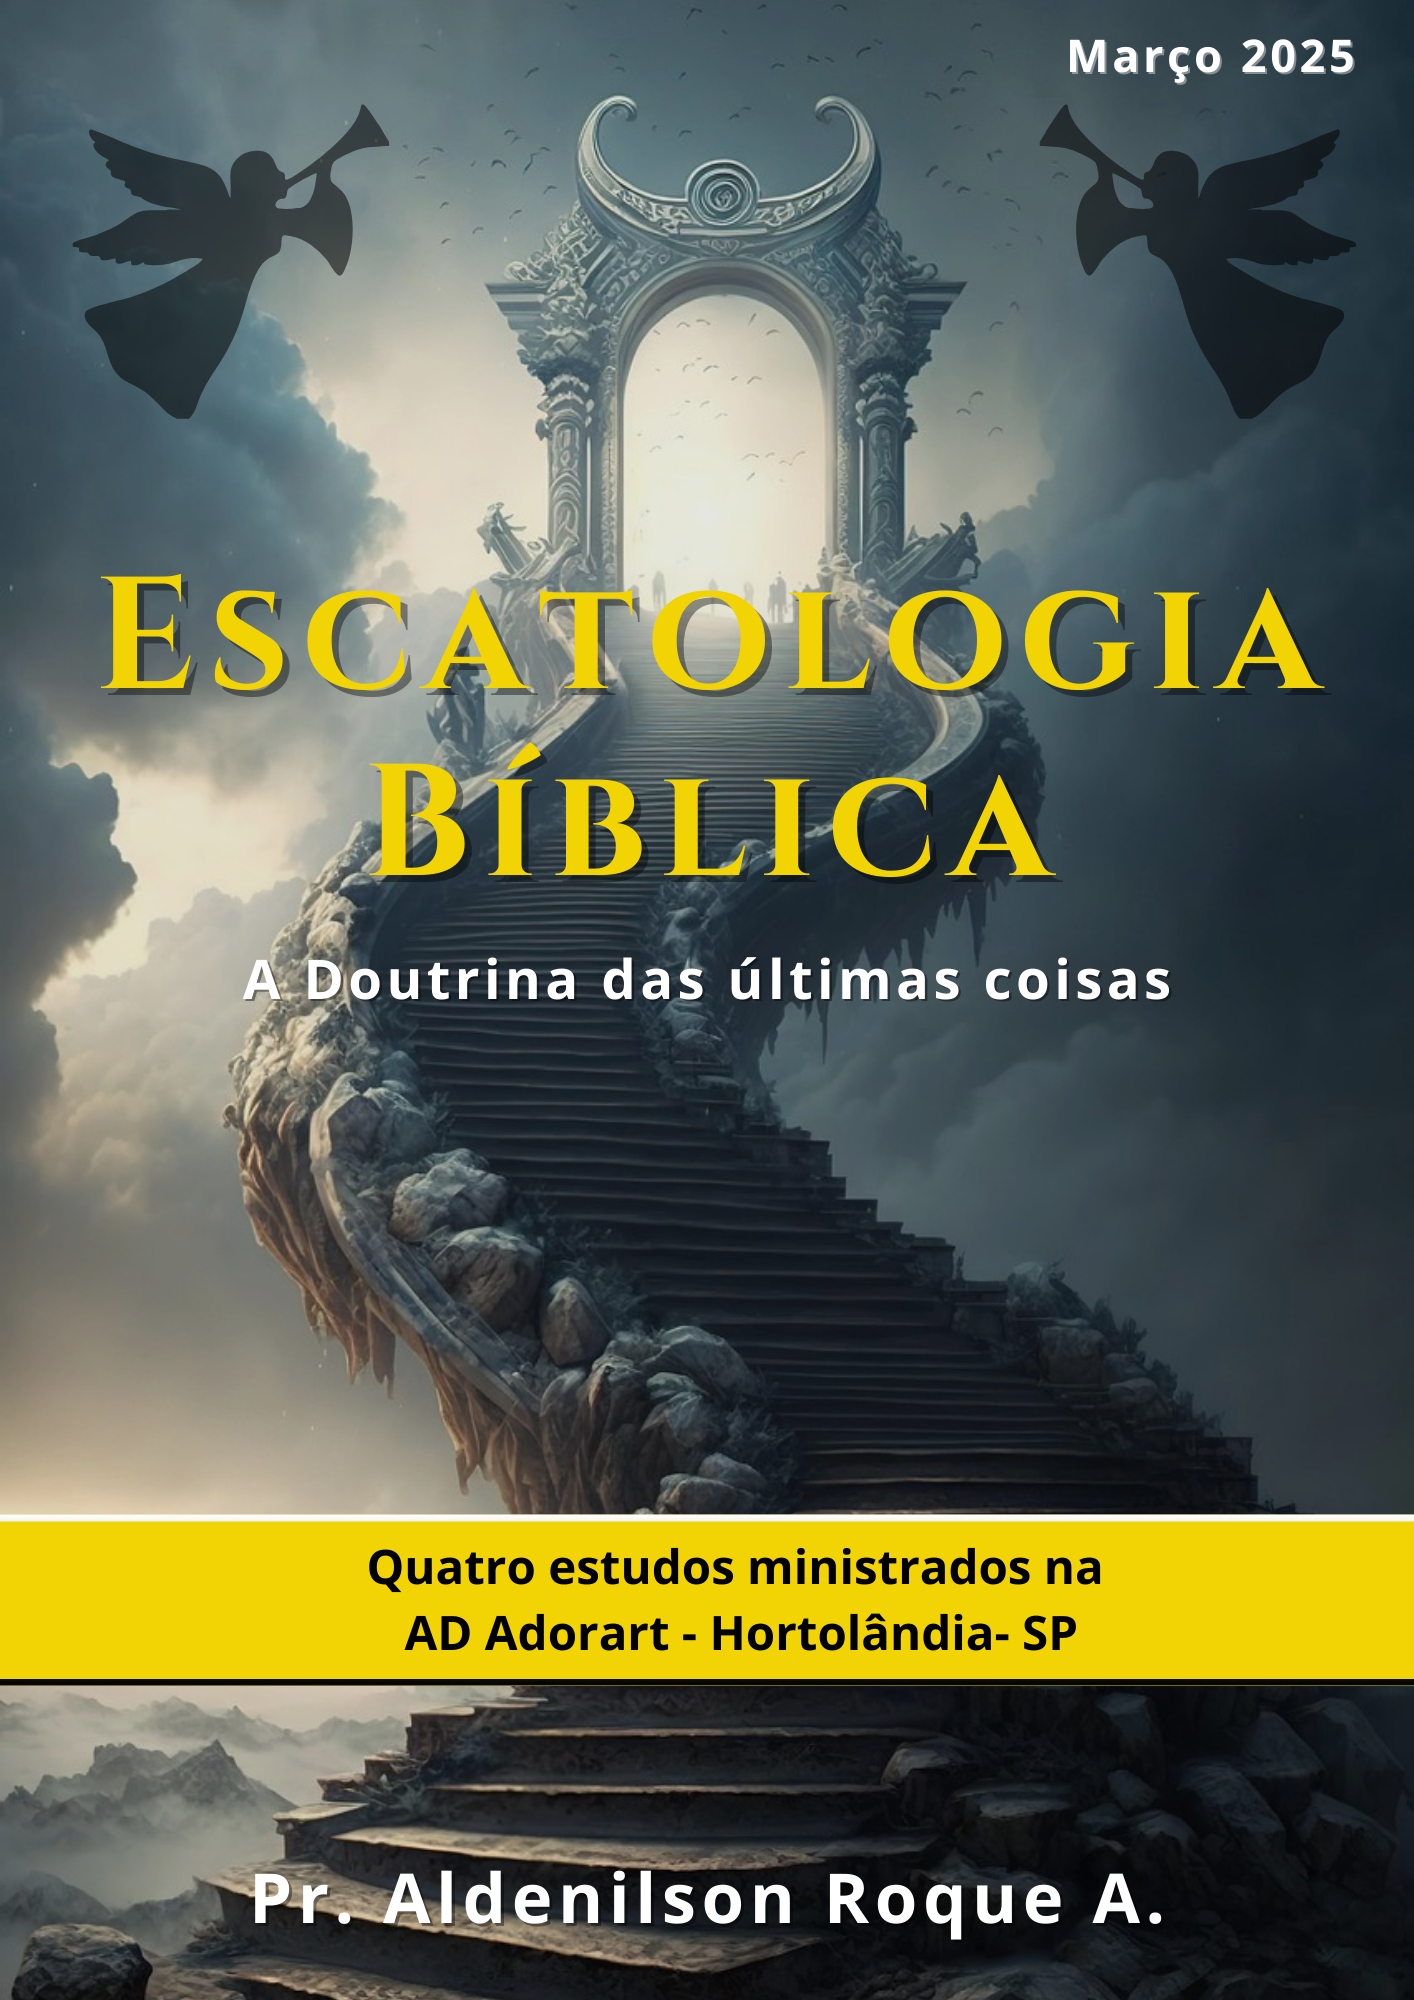 Março 2025
Escatologia
Bíblica
A Doutrina das últimas coisas
Quatro estudos ministrados na
AD Adorart - Hortolândia- SP
Pr. Aldenilson Roque A.